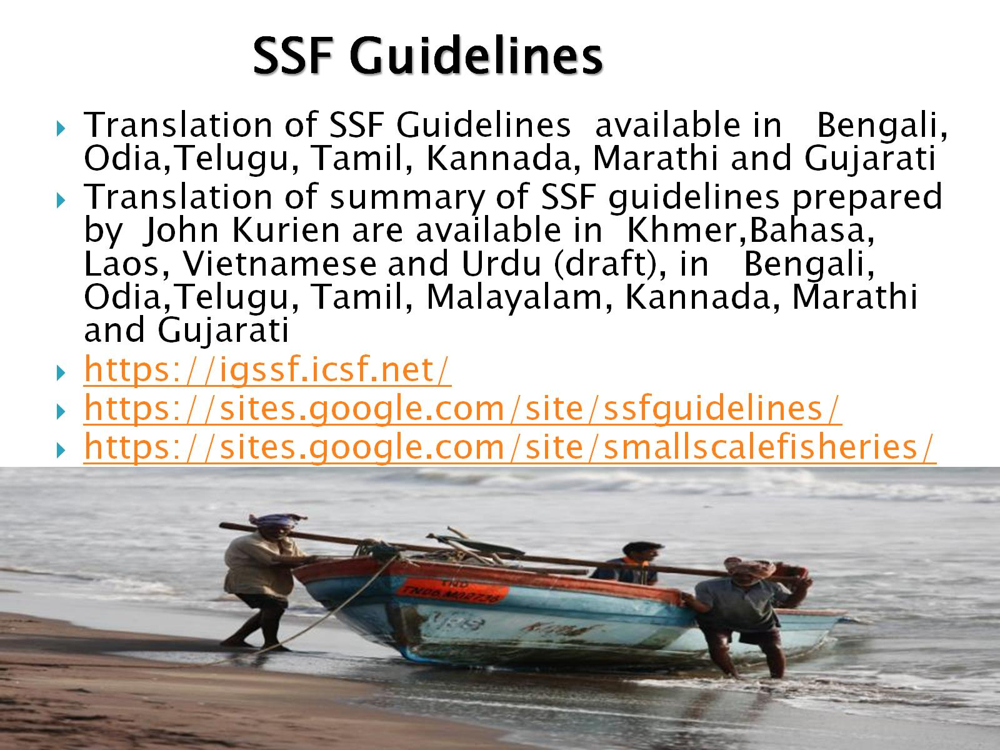 SSF Guidelines
Translation of SSF Guidelines  available in   Bengali,
Odia,Telugu, Tamil, Kannada, Marathi and Gujarati
Translation of summary of SSF guidelines prepared
by  John Kurien are available in  Khmer,Bahasa,
Laos, Vietnamese and Urdu (draft), in   Bengali,
Odia,Telugu, Tamil, Malayalam, Kannada, Marathi
and Gujarati
https://igssf.icsf.net/
https://sites.google.com/site/ssfguidelines/
https://sites.google.com/site/smallscalefisheries/
IND